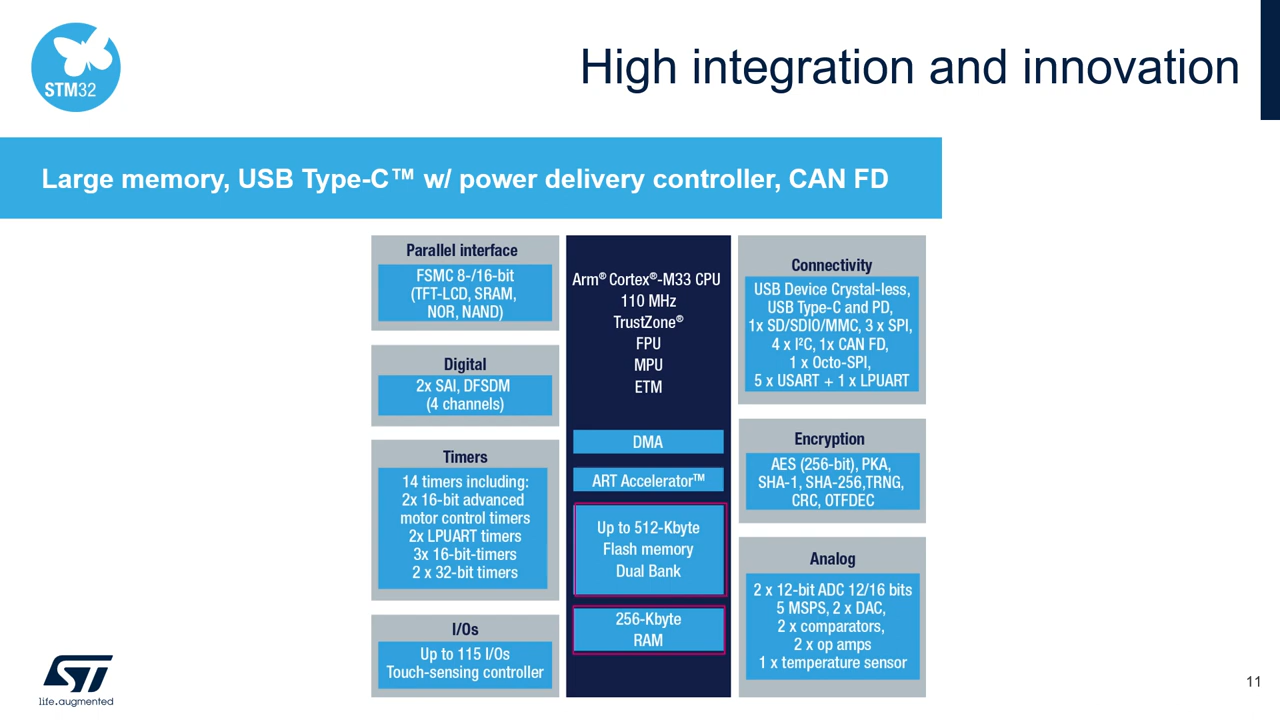 STM32
High integration and innovation
Large memory, USB Type-C™ w/ power delivery controller, CAN FD
Parallel interface
FSMC 8-/16-bit
(TFT-LCD, SRAM,
NOR, NAND)
Digital
2x SAI, DFSDM
(4 channels)
Timers
14 timers including:
2x 16-bit advanced
motor control timers
2x LPUART timers
3x 16-bit-timers
2 x 32-bit timers
I/Os
Up to 115 I/Os
Touch-sensing controller
Arm® Cortex®-M33 CPU
110 MHz
TrustZone®
FPU
MPU
ETM
DMA
ART Accelerator™
Up to 512-Kbyte
Flash memory
Dual Bank
256-Kbyte
RAM
Connectivity
USB Device Crystal-less,
USB Type-C and PD,
1x SD/SDIO/MMC, 3 x SPI,
4 x I²C, 1x CAN FD,
1 x Octo-SPI,
5 x USART + 1 x LPUART
Encryption
AES (256-bit), PKA,
SHA-1, SHA-256,TRNG,
CRC, OTFDEC
Analog
2 x 12-bit ADC 12/16 bits
5 MSPS, 2 x DAC,
2 x comparators,
2 x op amps
1 x temperature sensor
ST
life.augmented
11